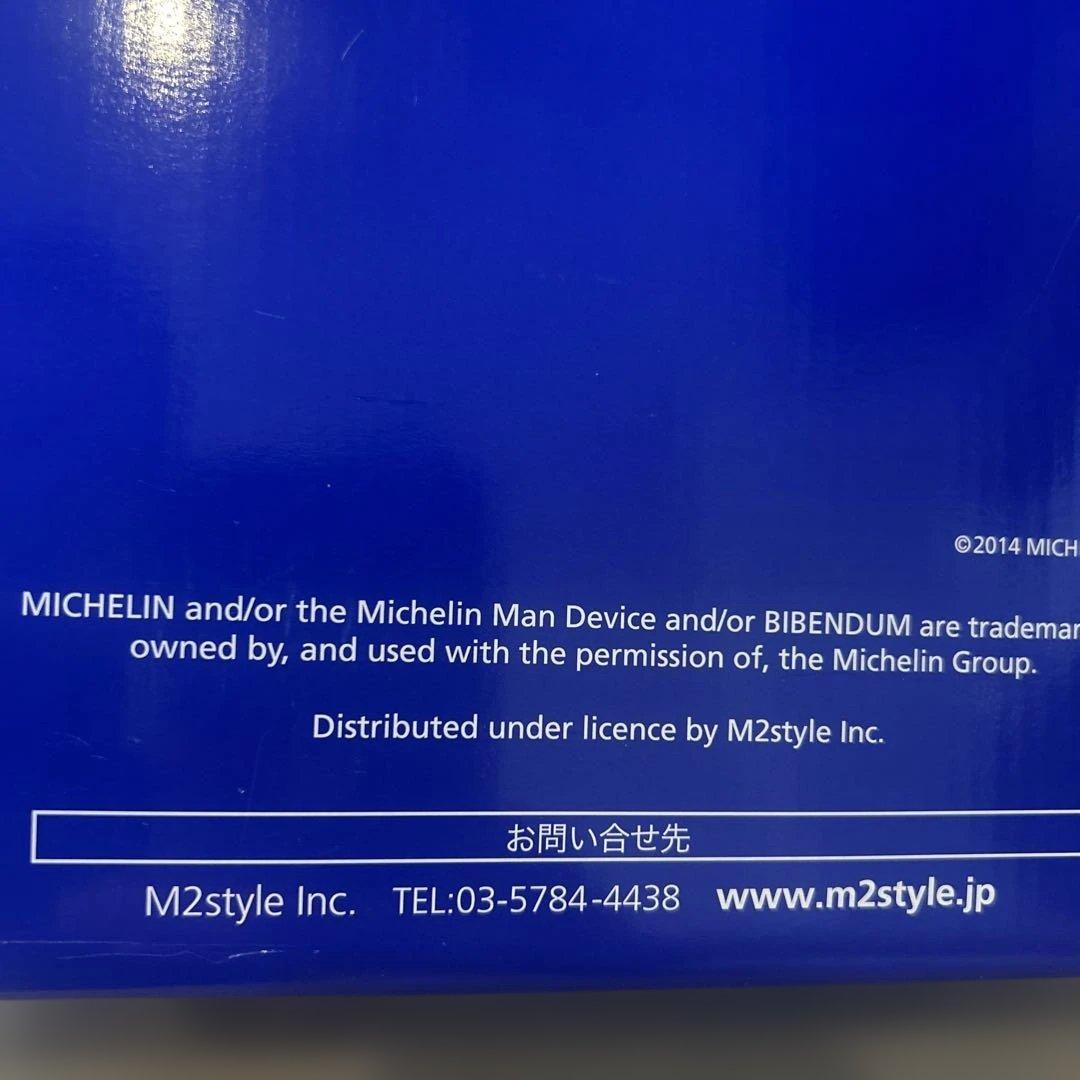 ©2014 MICH
MICHELIN and/or the Michelin Man Device and/or BIBENDUM are
owned by, and used with the permission of, the Michelin Group.
Distributed under licence by M2style Inc.
お問い合せ先
M2style Inc. TEL:03-5784-4438 www.m2style.jp